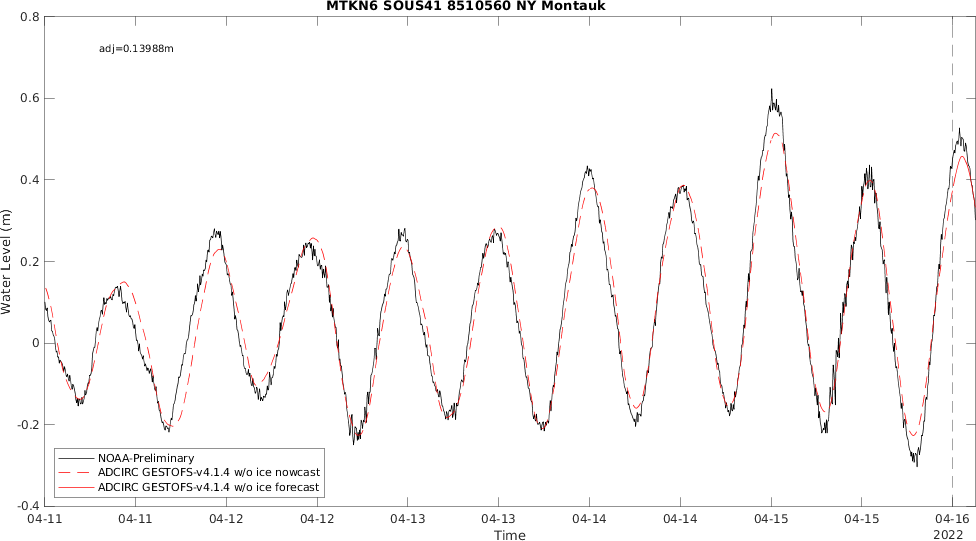 MTKN6 SOUS41 8510560 NY Montauk
adj=0.13988m
0.8
0.6
0.4
0.2
0
-0.2
-0.4
Water Level (m)
NOAA-Preliminary
ADCIRC GESTOFS-v4.1.4 w/o ice nowcast
ADCIRC GESTOFS-v4.1.4 w/o ice forecast
04-11 04-11 04-12 04-12 04-13 04-13 04-14 04-14 04-15 04-15 04-16
Time 2022